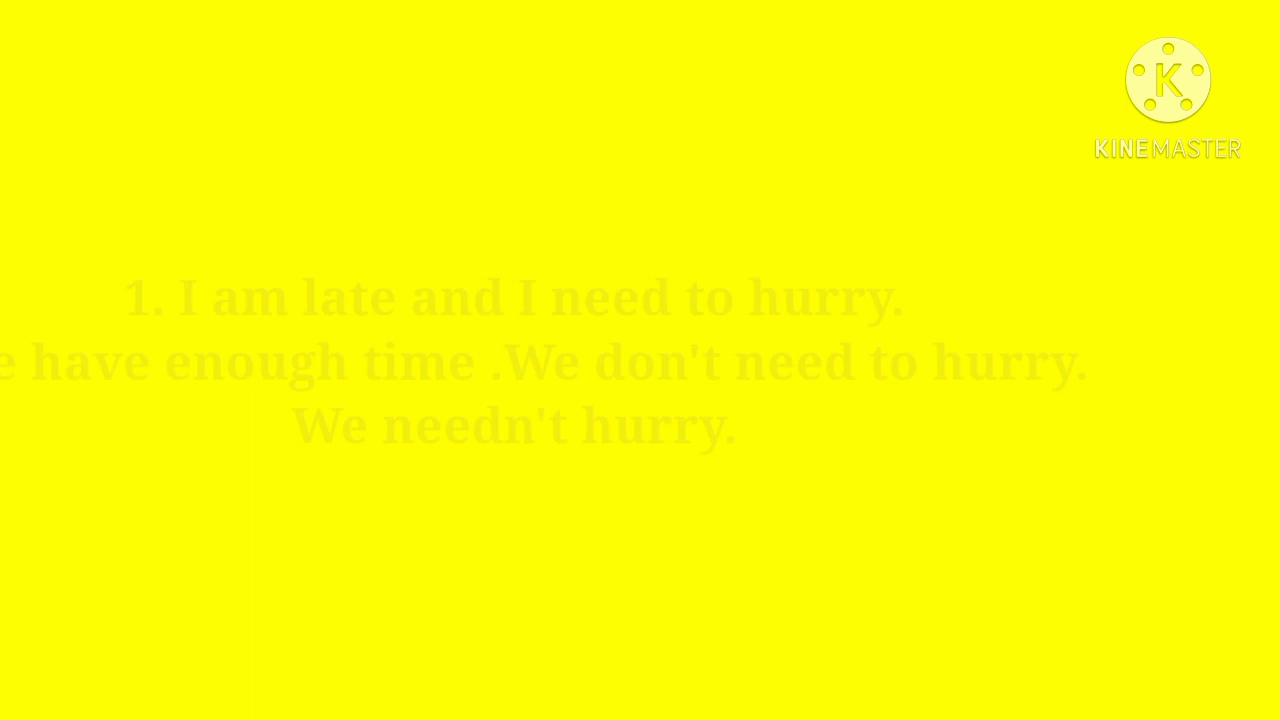 K
KINEMASTER
1. I am late and I need to hurry.
e have enough time .We don't need to hurry.
We needn't hurry.